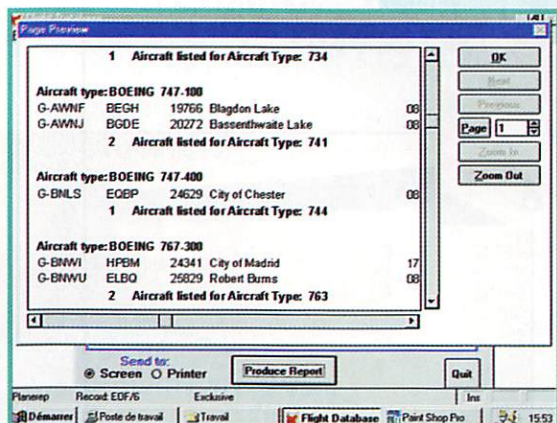 Page Preview
1 Aircraft listed for Aircraft Type: 734
Aircraft type: BOEING 747-100
G-AWNF BEGH 19766 Blagdon Lake 08
G-AWNJ BGDE 20272 Bassenthwaite Lake 08
2 Aircraft listed for Aircraft Type: 741
Aircraft type: BOEING 747-400
G-BNLS EQBP 24629 City of Chester 08
1 Aircraft listed for Aircraft Type: 744
Aircraft type: BOEING 767-300
G-BNWI HPBM 24341 City of Madrid 17
G-BNWU ELBQ 25829 Robert Burns 08
2 Aircraft listed for Aircraft Type: 763
OK
Next
Previous
Page 1
Zoom In
Zoom Out
Send to:
Screen Printer Produce Report Quit
Planerep Record: EOF/6 Exclusive Ins
Démarrer Poste de travail Travail Flight Database Paint Shop Pro 15:53